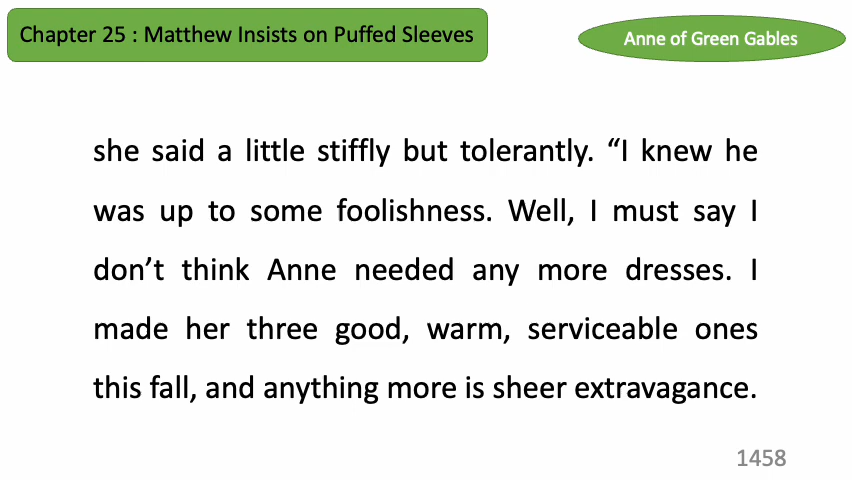 Chapter 25 : Matthew Insists on Puffed Sleeves
Anne of Green Gables
she said a little stiffly but tolerantly. “I knew he
was up to some foolishness. Well, I must say I
don’t think Anne needed any more dresses. I
made her three good, warm, serviceable ones
this fall, and anything more is sheer extravagance.
1458